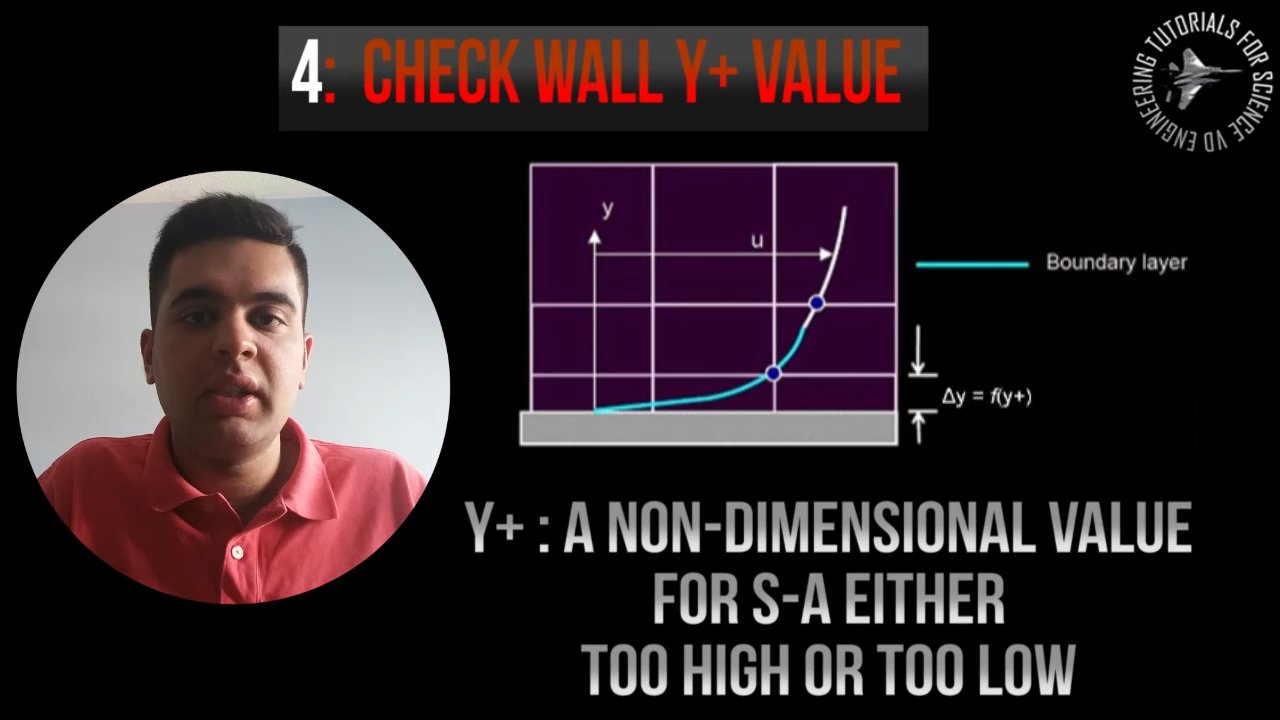 4: CHECK WALL Y+ VALUE
ENGINEERING TUTORIALS FOR SCIENCE VD
y
u
Boundary layer
Δy = f(y+)
Y+ : A NON-DIMENSIONAL VALUE
FOR S-A EITHER
TOO HIGH OR TOO LOW